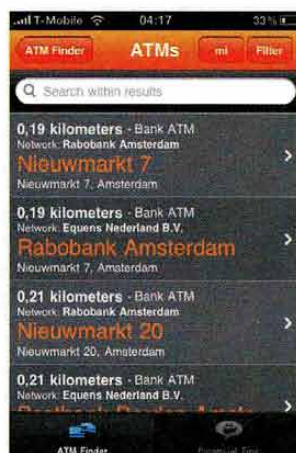 T-Mobile 04:17 33%
ATM Finder ATMs mi Filter
Search within results
0,19 kilometers - Bank ATM
Network: Rabobank Amsterdam
Nieuwmarkt 7
Nieuwmarkt 7, Amsterdam
0,19 kilometers - Bank ATM
Network: Equens Nederland B.V.
Rabobank Amsterdam
Nieuwmarkt 7, Amsterdam
0,21 kilometers - Bank ATM
Network: Rabobank Amsterdam
Nieuwmarkt 20
Nieuwmarkt 20, Amsterdam
0,21 kilometers - Bank ATM
Network: Equens Nederland B.V.
ATM Finder